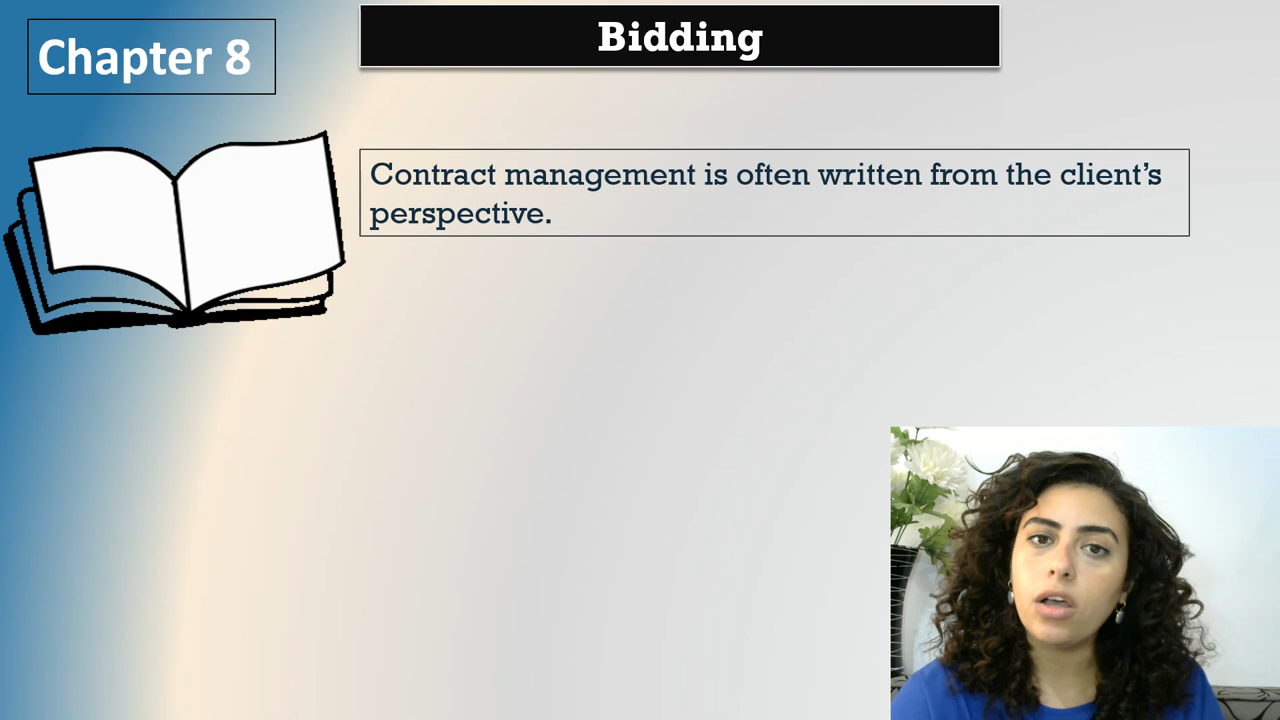 Chapter 8
Bidding
Contract management is often written from the client’s
perspective.